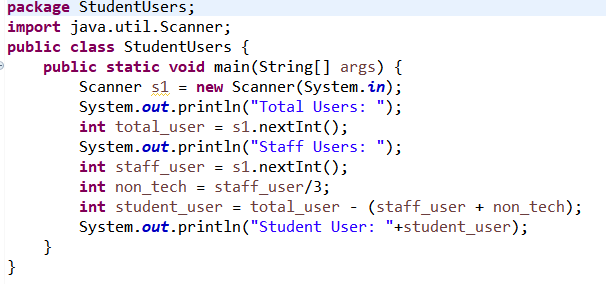 package StudentUsers;
import java.util.Scanner;
public class StudentUsers {
    public static void main(String[] args) {
        Scanner s1 = new Scanner(System.in);
        System.out.println("Total Users: ");
        int total_user = s1.nextInt();
        System.out.println("Staff Users: ");
        int staff_user = s1.nextInt();
        int non_tech = staff_user/3;
        int student_user = total_user - (staff_user + non_tech);
        System.out.println("Student User: "+student_user);
    }
}